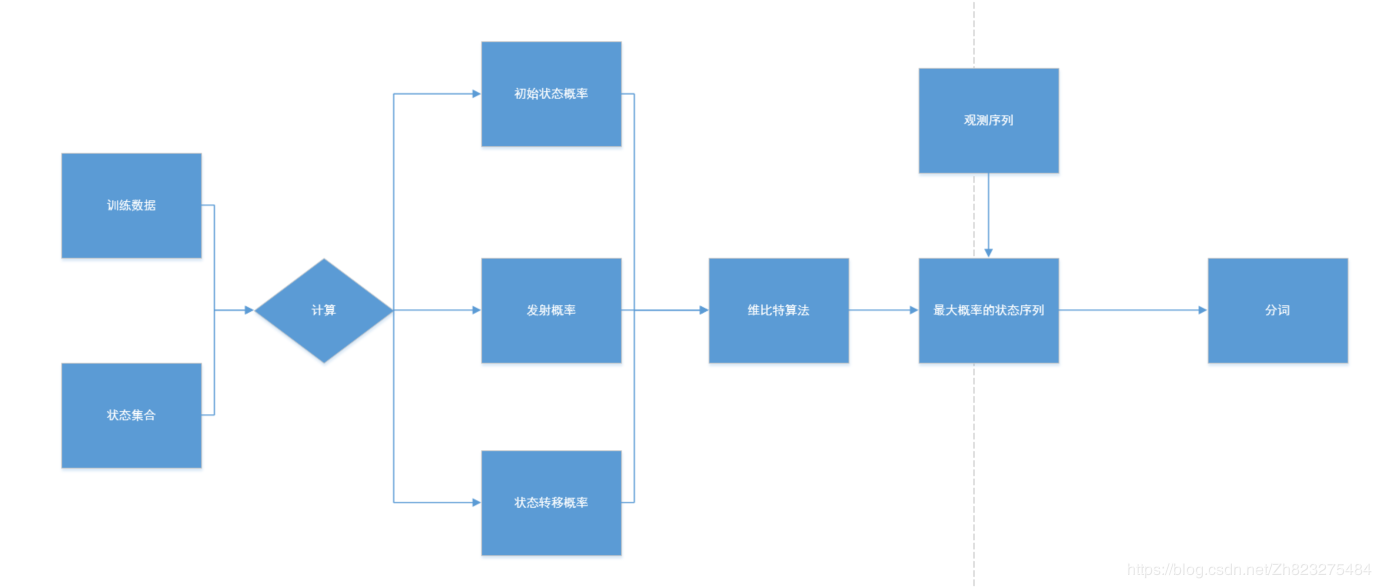 初始状态概率
观测序列
训练数据
计算
发射概率
维比特算法
最大概率的状态序列
分词
状态集合
状态转移概率
https://blog.csdn.net/Zh823275484